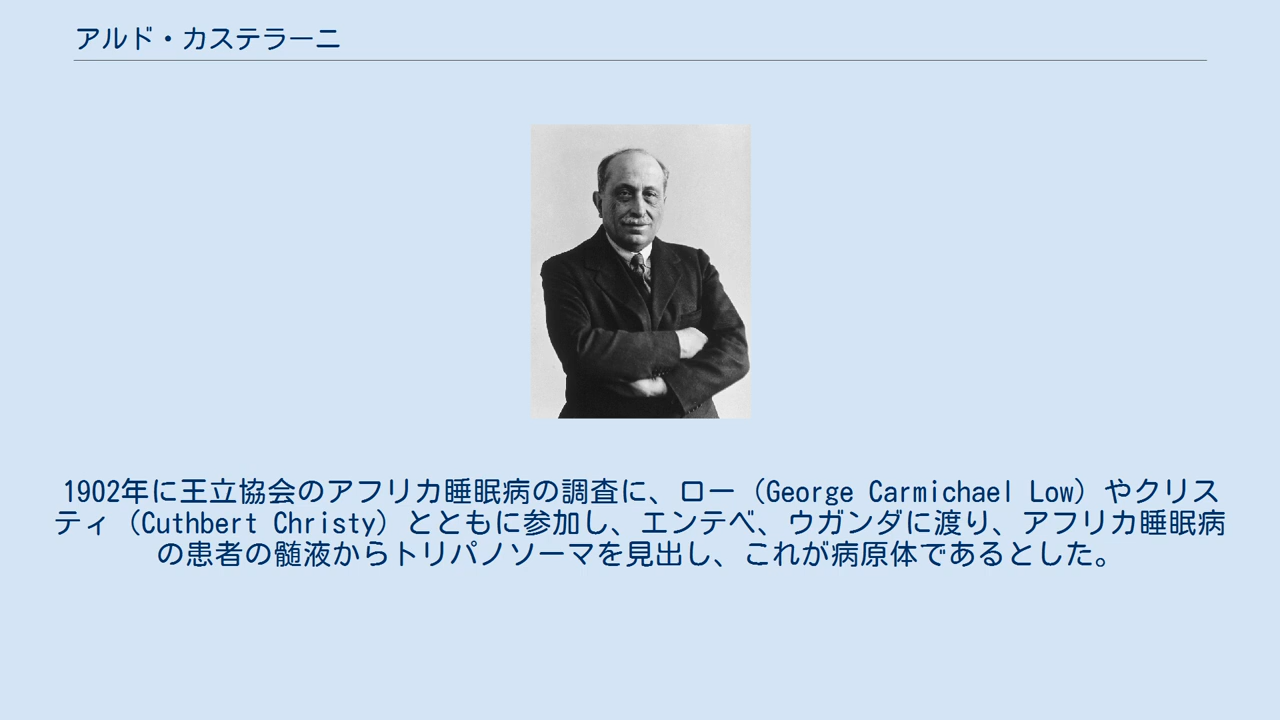 アルド・カステラーニ
1902年に王立協会のアフリカ睡眠病の調査に、ロー（George Carmichael Low）やクリス
ティ（Cuthbert Christy）とともに参加し、エンテベ、ウガンダに渡り、アフリカ睡眠病
の患者の髄液からトリパノソーマを見出し、これが病原体であるとした。